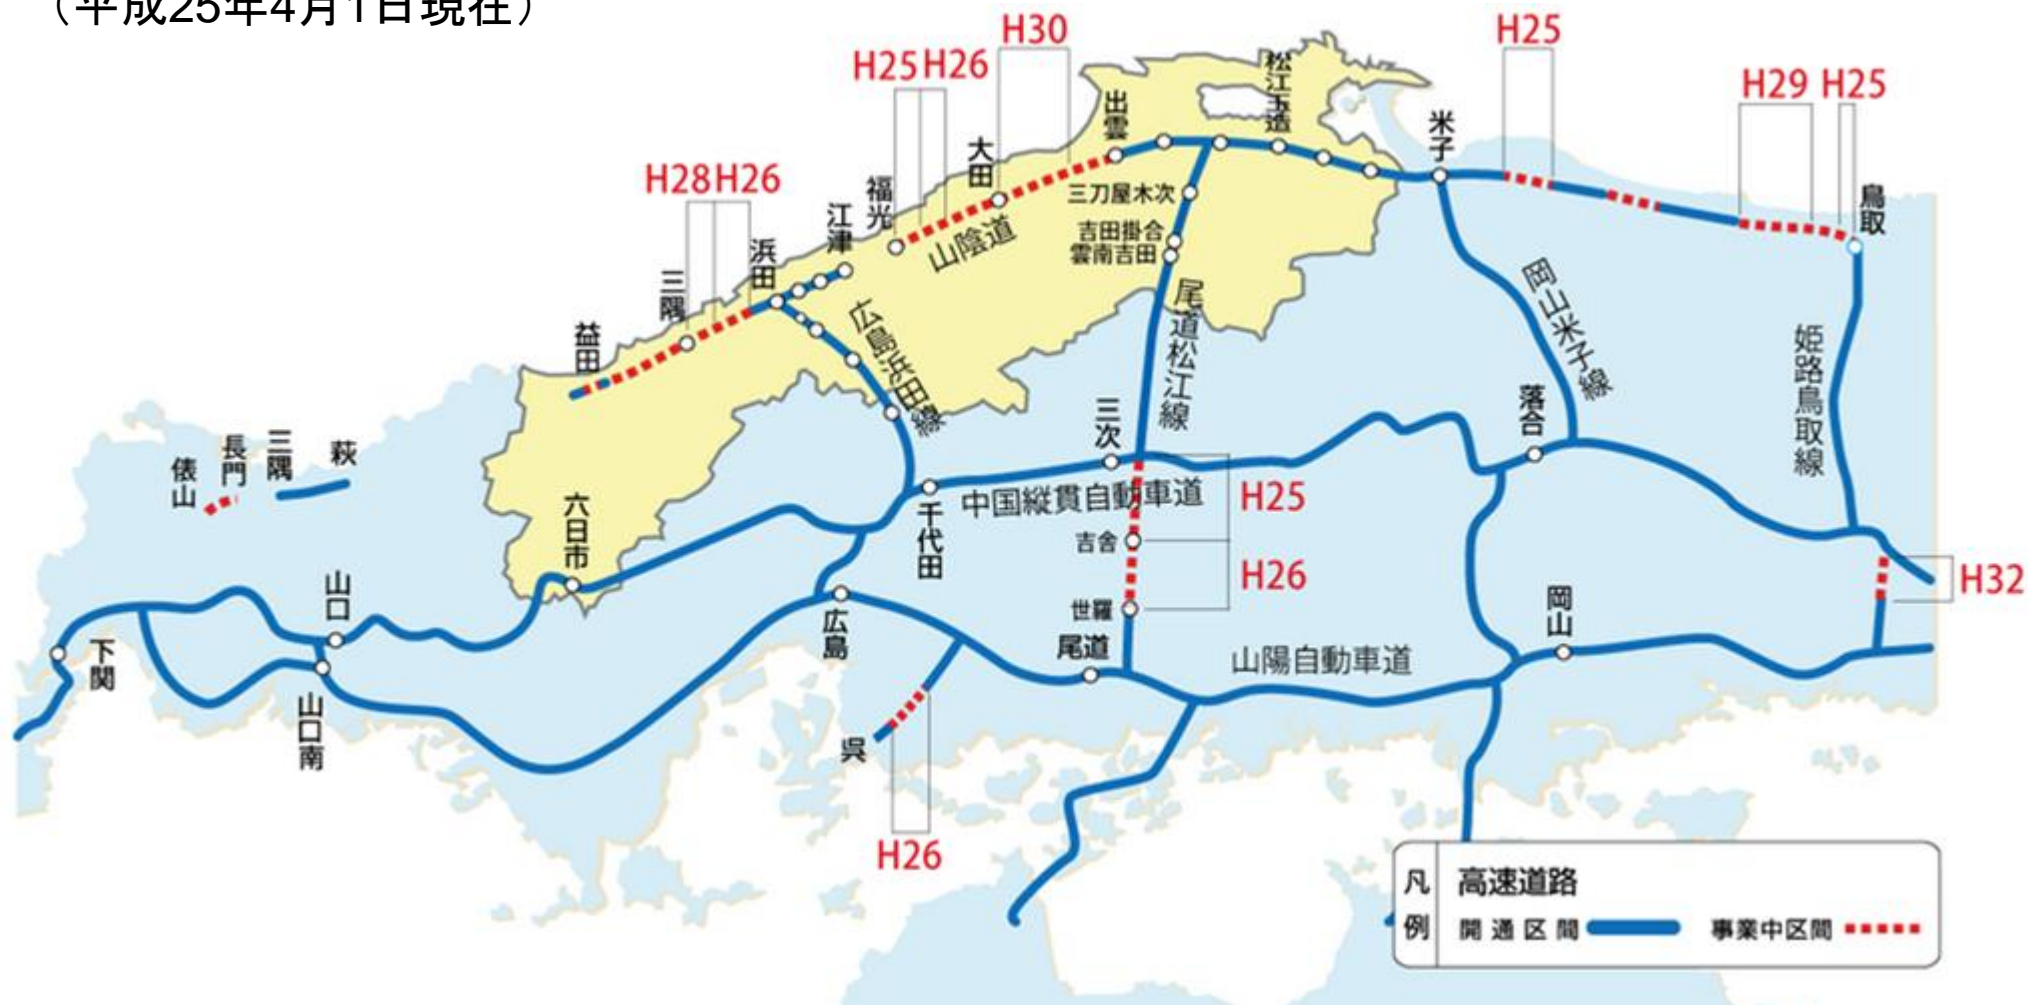 （平成25年4月1日現在）
H30
H25
H25
H26
松江玉造
H29
H25
出雲
米子
大田
H28
H26
福光
三刀屋木次
鳥取
江津
山陰道
吉田掛合
浜田
雲南吉田
三隅
岡山米子線
尾道松江線
広島浜田線
益田
姫路鳥取線
落合
三次
萩
三隅
長門
俵山
中国縦貫自動車道
H25
六日市
千代田
吉舎
H26
H32
山口
世羅
岡山
広島
尾道
下関
山陽自動車道
山口南
呉
H26
凡例
高速道路
開通区間
事業中区間